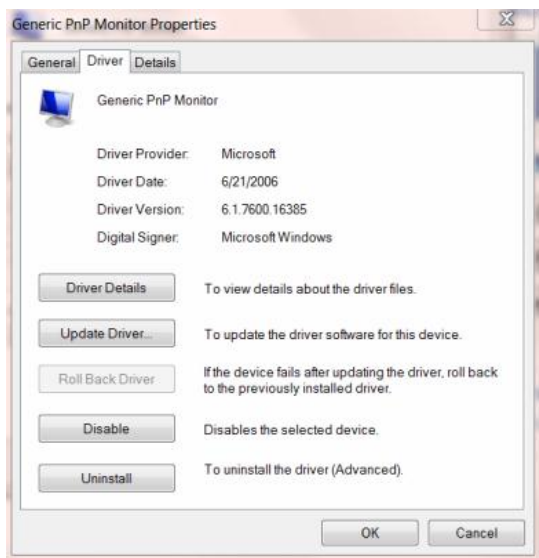 Generic PnP Monitor Properties
General Driver Details
Generic PnP Monitor
Driver Provider: Microsoft
Driver Date: 6/21/2006
Driver Version: 6.1.7600.16385
Digital Signer: Microsoft Windows
Driver Details To view details about the driver files.
Update Driver... To update the driver software for this device.
Roll Back Driver If the device fails after updating the driver, roll back
to the previously installed driver.
Disable Disables the selected device.
Uninstall To uninstall the driver (Advanced).
OK Cancel